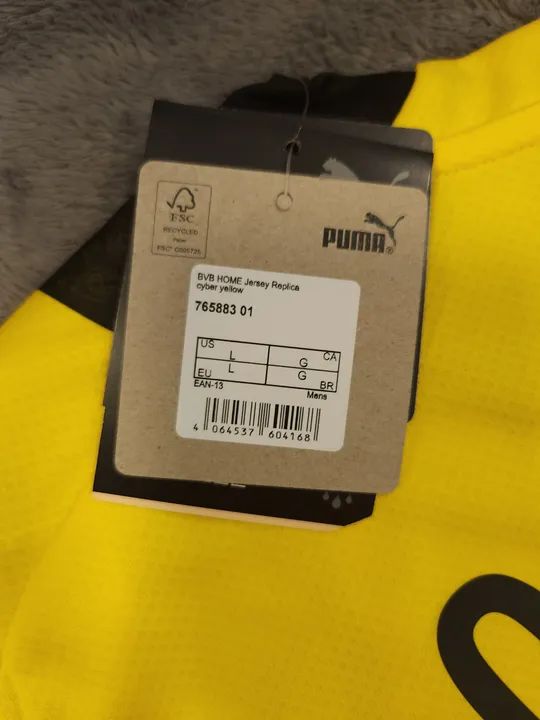 FSC
RECYCLED
Paper
FSC® C005725
PUMA®
BVB HOME Jersey Replica
cyber yellow
765883 01
US L G CA
EU L G BR
EAN-13 Mens
4 064537 604168